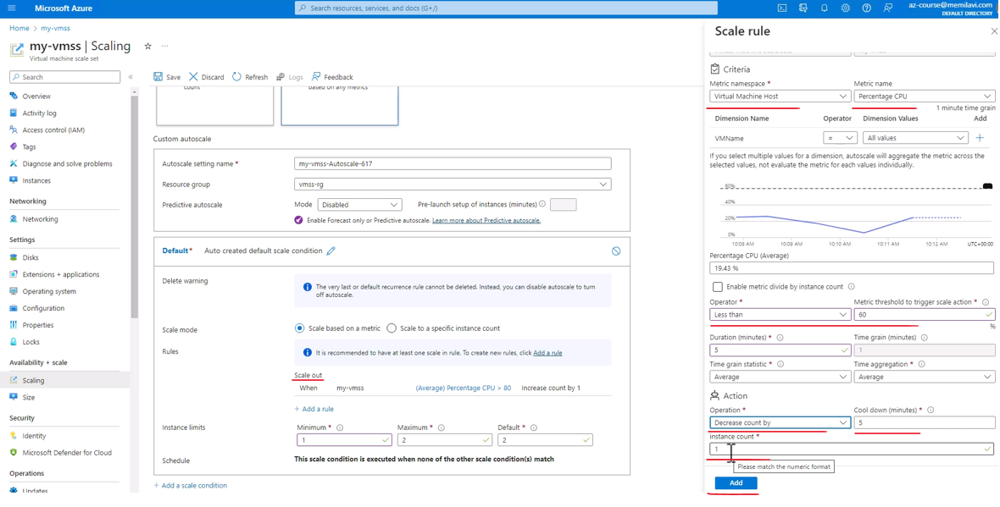 Microsoft Azure
Search resources, services, and docs (G+/)
az-course@memilavi.com
DEFAULT DIRECTORY
Home > my-vmss
my-vmss | Scaling
Virtual machine scale set
Search
Overview
Activity log
Access control (IAM)
Tags
Diagnose and solve problems
Instances
Networking
Networking
Settings
Disks
Extensions + applications
Operating system
Configuration
Properties
Locks
Availability + scale
Scaling
Size
Security
Identity
Microsoft Defender for Cloud
Operations
Updates
Save Discard Refresh Logs Feedback
count
based on any metrics
Custom autoscale
Autoscale setting name *
my-vmss-Autoscale-617
Resource group
vmss-rg
Predictive autoscale
Mode Disabled
Pre-launch setup of instances (minutes)
Enable Forecast only or Predictive autoscale. Learn more about Predictive autoscale.
Default* Auto created default scale condition
Delete warning
The very last or default recurrence rule cannot be deleted. Instead, you can disable autoscale to turn
off autoscale.
Scale mode
Scale based on a metric
Scale to a specific instance count
Rules
It is recommended to have at least one scale in rule. To create new rules, click Add a rule
Scale out
When my-vmss (Average) Percentage CPU > 80 Increase count by 1
+ Add a rule
Instance limits
Minimum * Maximum * Default *
1 2 2
Schedule
This scale condition is executed when none of the other scale condition(s) match
+ Add a scale condition
Scale rule
Criteria
Metric namespace * Metric name
Virtual Machine Host Percentage CPU
1 minute time grain
Dimension Name Operator Dimension Values Add
VMName = All values +
If you select multiple values for a dimension, autoscale will aggregate the metric across the
selected values, not evaluate the metric for each values individually.
60%
40%
20%
0%
10:08 AM 10:09 AM 10:10 AM 10:11 AM 10:12 AM UTC+00:00
Percentage CPU (Average)
19.43 %
Enable metric divide by instance count
Operator * Metric threshold to trigger scale action *
Less than 60
%
Duration (minutes) * Time grain (minutes)
5 1
Time grain statistic * Time aggregation *
Average Average
Action
Operation * Cool down (minutes) *
Decrease count by 5
instance count *
1
Please match the numeric format
Add